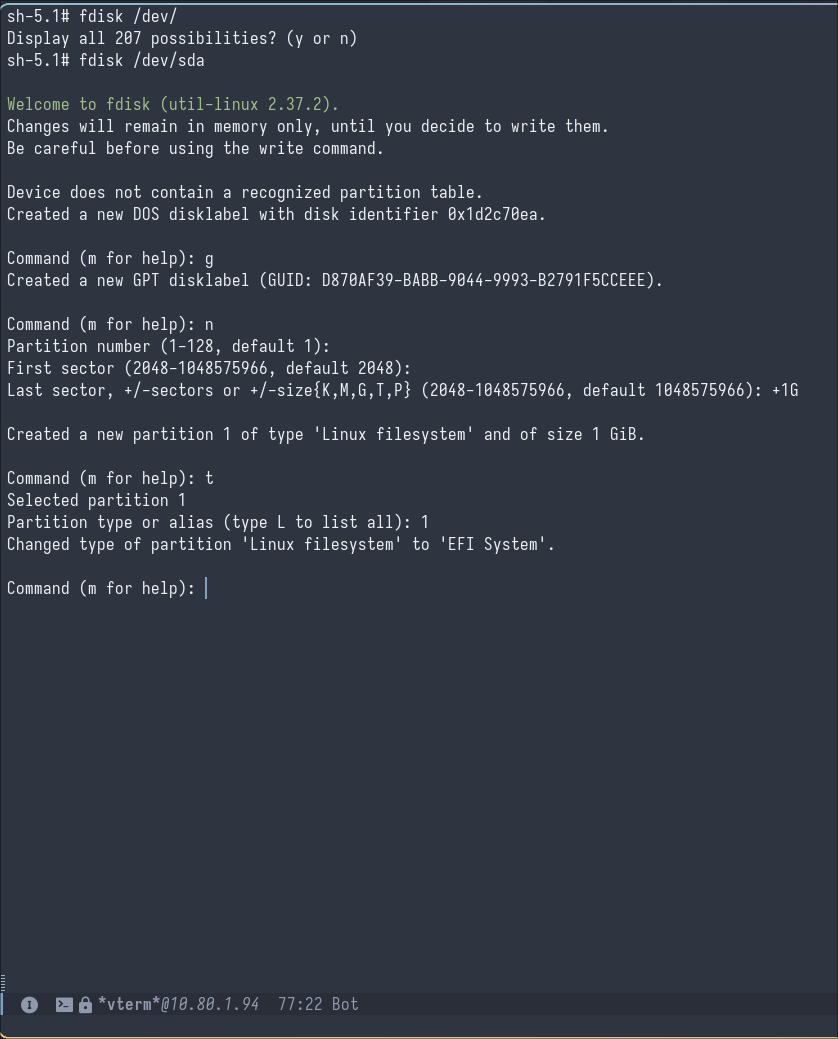 sh-5.1# fdisk /dev/
Display all 207 possibilities? (y or n)
sh-5.1# fdisk /dev/sda
Welcome to fdisk (util-linux 2.37.2).
Changes will remain in memory only, until you decide to write them.
Be careful before using the write command.
Device does not contain a recognized partition table.
Created a new DOS disklabel with disk identifier 0x1d2c70ea.
Command (m for help): g
Created a new GPT disklabel (GUID: D870AF39-BABB-9044-9993-B2791F5CCEEE).
Command (m for help): n
Partition number (1-128, default 1):
First sector (2048-1048575966, default 2048):
Last sector, +/-sectors or +/-size{K,M,G,T,P} (2048-1048575966, default 1048575966): +1G
Created a new partition 1 of type 'Linux filesystem' and of size 1 GiB.
Command (m for help): t
Selected partition 1
Partition type or alias (type L to list all): 1
Changed type of partition 'Linux filesystem' to 'EFI System'.
Command (m for help):
I *vterm*@10.80.1.94 77:22 Bot